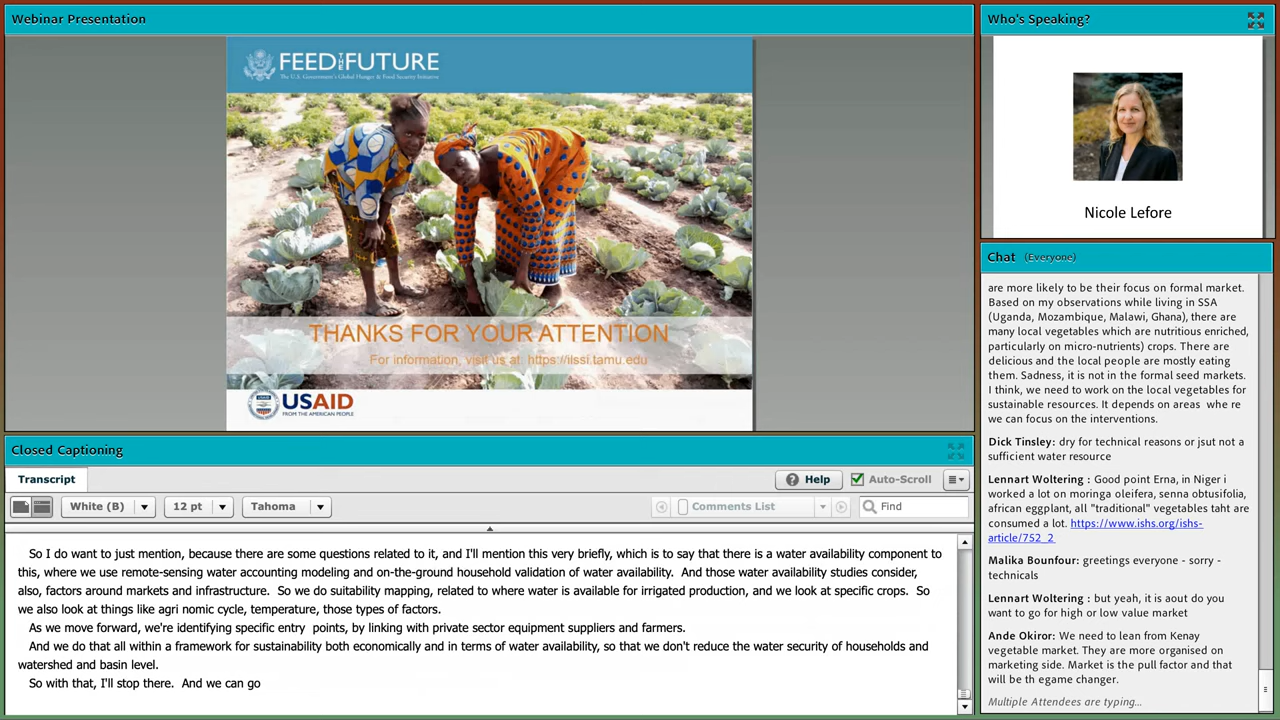 Webinar Presentation
FEED THE FUTURE
The U.S. Government's Global Hunger & Food Security Initiative
THANKS FOR YOUR ATTENTION
For information, visit us at: https://ilssi.tamu.edu
USAID
FROM THE AMERICAN PEOPLE
Closed Captioning
Transcript
Help
Auto-Scroll
White (B)
12 pt
Tahoma
Comments List
Find
So I do want to just mention, because there are some questions related to it, and I'll mention this very briefly, which is to say that there is a water availability component to
this, where we use remote-sensing water accounting modeling and on-the-ground household validation of water availability.  And those water availability studies consider,
also, factors around markets and infrastructure.  So we do suitability mapping, related to where water is available for irrigated production, and we look at specific crops.  So
we also look at things like agri nomic cycle, temperature, those types of factors.
As we move forward, we're identifying specific entry  points, by linking with private sector equipment suppliers and farmers.
And we do that all within a framework for sustainability both economically and in terms of water availability, so that we don't reduce the water security of households and
watershed and basin level.
So with that, I'll stop there.  And we can go
Who's Speaking?
Nicole Lefore
Chat (Everyone)
are more likely to be their focus on formal market.
Based on my observations while living in SSA
(Uganda, Mozambique, Malawi, Ghana), there are
many local vegetables which are nutritious enriched,
particularly on micro-nutrients) crops. There are
delicious and the local people are mostly eating
them. Sadness, it is not in the formal seed markets.
I think, we need to work on the local vegetables for
sustainable resources. It depends on areas  whe re
we can focus on the interventions.
Dick Tinsley: dry for technical reasons or jsut not a
sufficient water resource
Lennart Woltering : Good point Erna, in Niger i
worked a lot on moringa oleifera, senna obtusifolia,
african eggplant, all "traditional" vegetables taht are
consumed a lot. https://www.ishs.org/ishs-
article/752_2
Malika Bounfour: greetings everyone - sorry -
technicals
Lennart Woltering : but yeah, it is aout do you
want to go for high or low value market
Ande Okiror: We need to lean from Kenay
vegetable market. They are more organised on
marketing side. Market is the pull factor and that
will be th egame changer.
Multiple Attendees are typing...